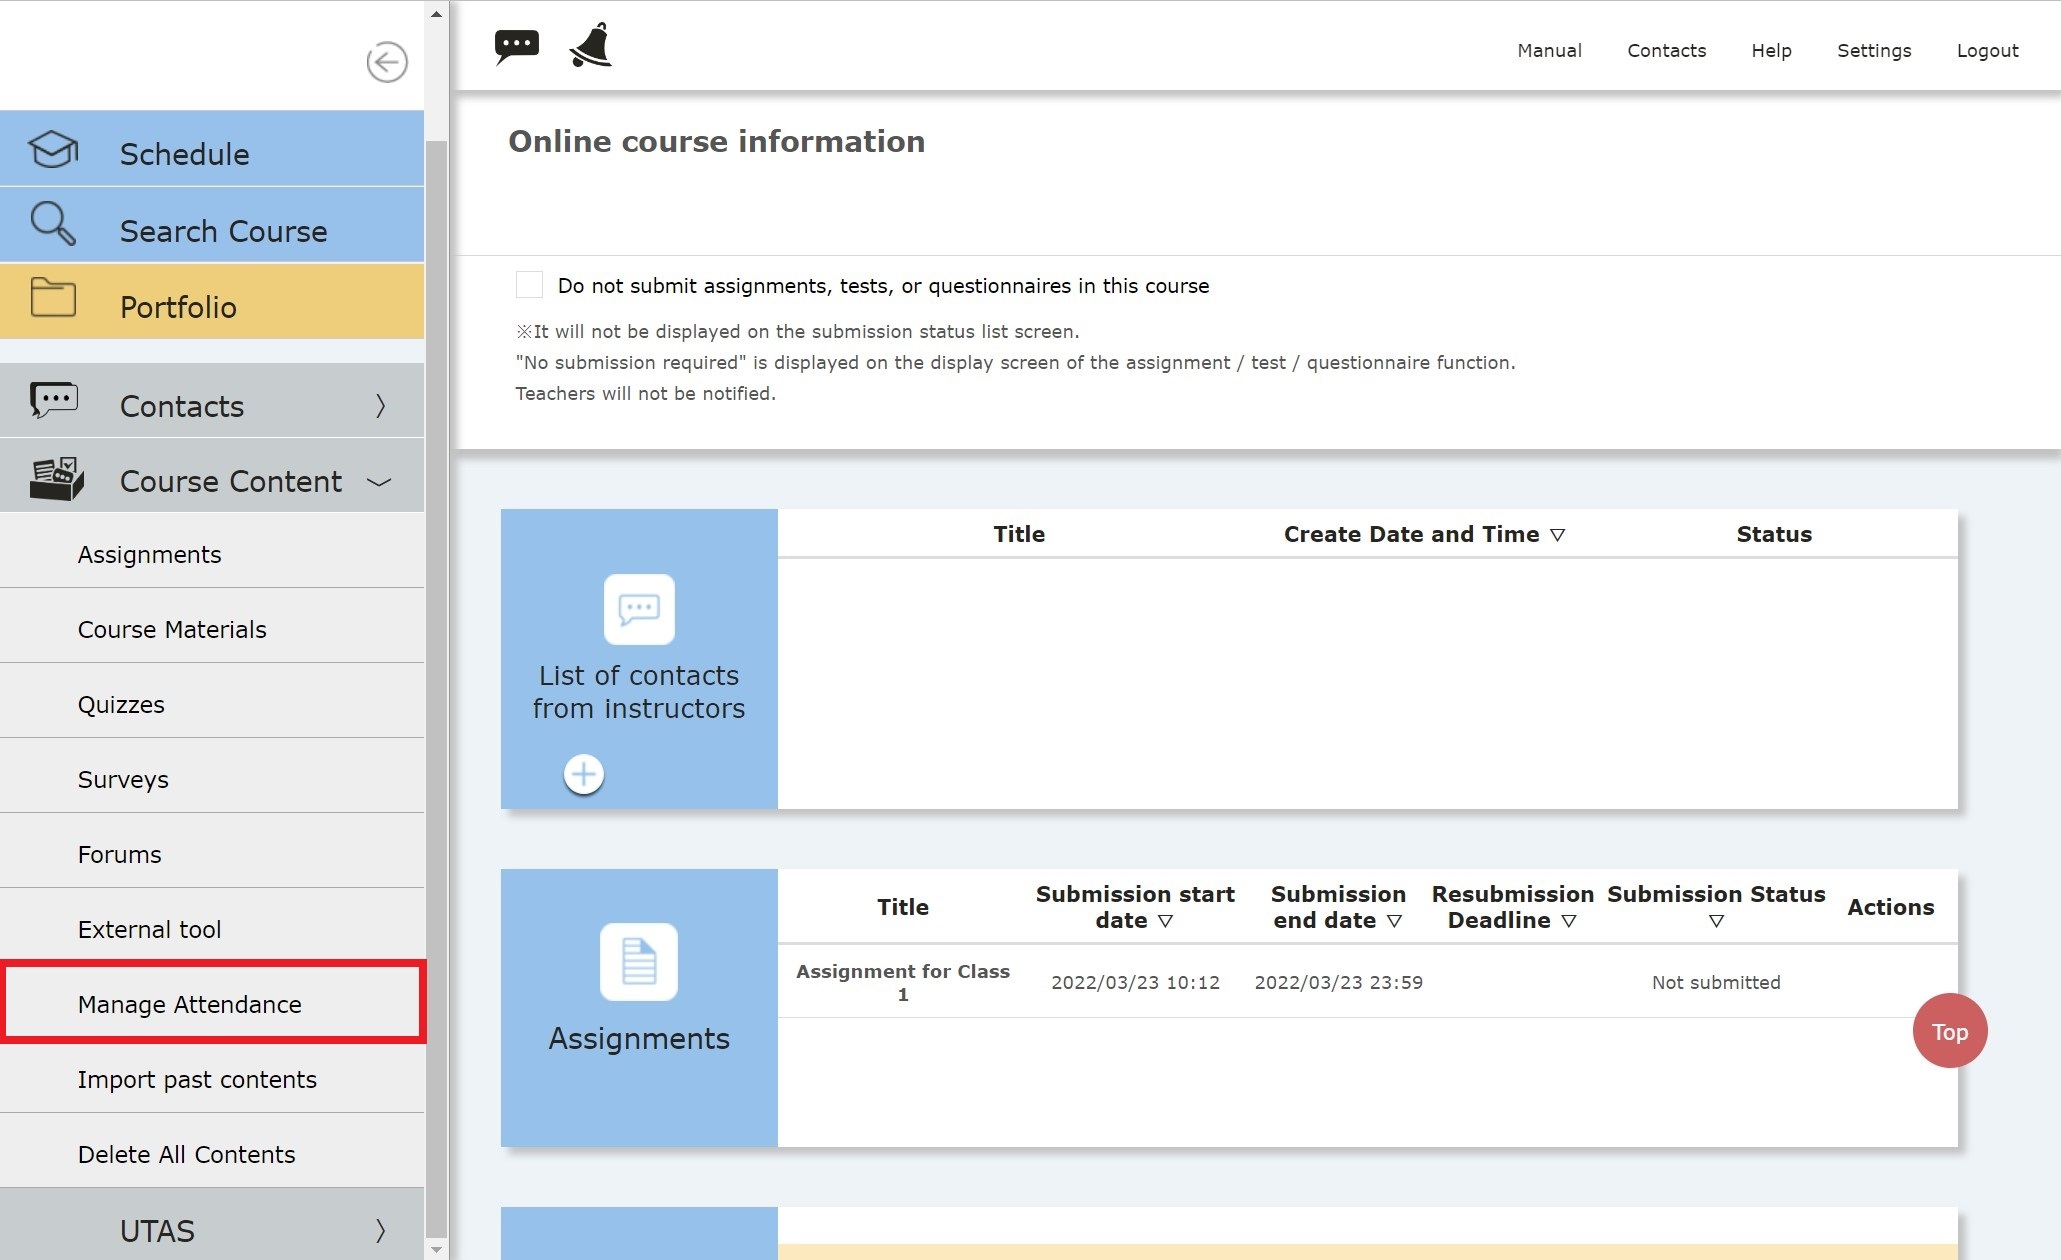 Schedule
Search Course
Portfolio
Contacts
Course Content
Assignments
Course Materials
Quizzes
Surveys
Forums
External tool
Manage Attendance
Import past contents
Delete All Contents
UTAS
Manual Contacts Help Settings Logout
Online course information
Do not submit assignments, tests, or questionnaires in this course
※It will not be displayed on the submission status list screen.
"No submission required" is displayed on the display screen of the assignment / test / questionnaire function.
Teachers will not be notified.
List of contacts
from instructors
Title Create Date and Time ▽ Status
Assignments
Title Submission start date ▽ Submission end date ▽ Resubmission Deadline ▽ Submission Status ▽ Actions
Assignment for Class 1 2022/03/23 10:12 2022/03/23 23:59 Not submitted
Top